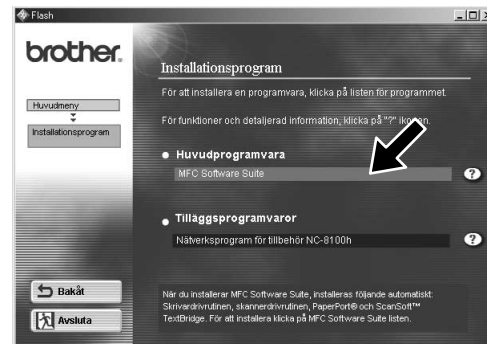 Flash
brother.
Installationsprogram
För att installera en programvara, klicka på listen för programmet.
För funktioner och detaljerad information, klicka på "?" ikonen.
Huvudmeny
Installationsprogram
Huvudprogramvara
MFC Software Suite
?
Tilläggsprogramvaror
Nätverksprogram för tillbehör NC-8100h
?
Bakåt
Avsluta
När du installerar MFC Software Suite, installeras följande automatiskt:
Skrivardrivrutinen, skannerdrivrutinen, PaperPort® och ScanSoft™
TextBridge. För att installera klicka på MFC Software Suite listen.